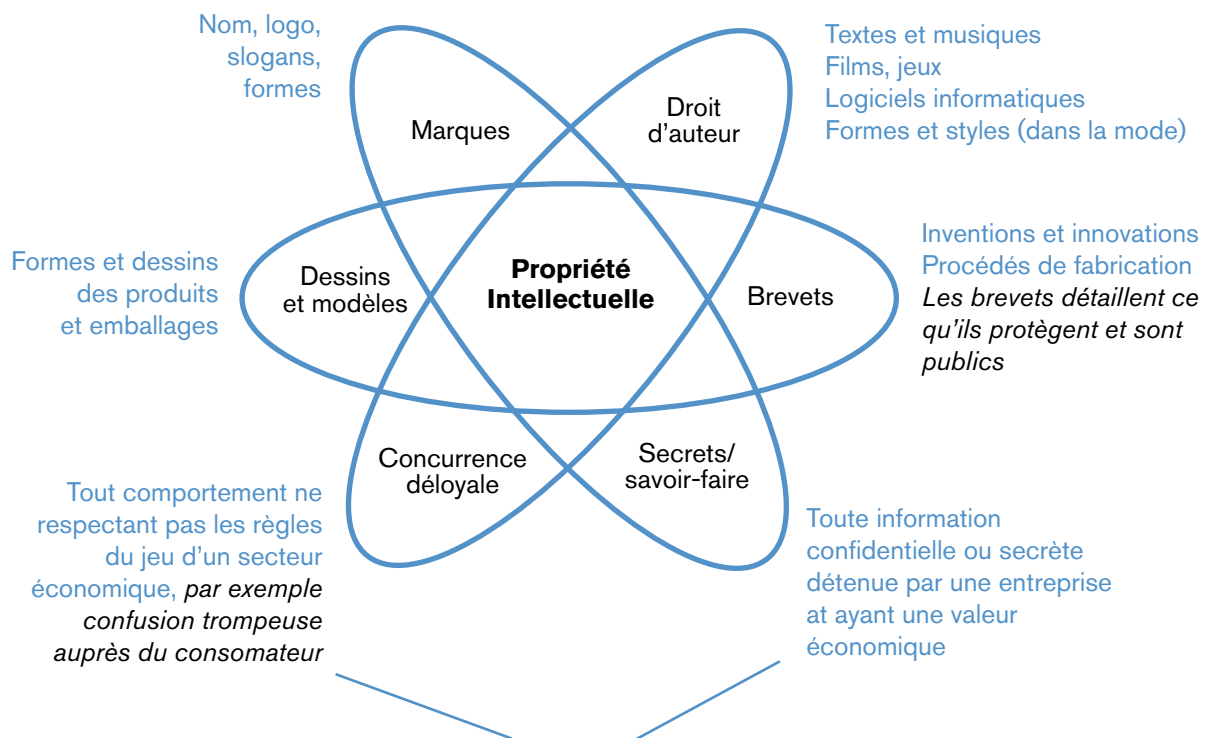 Nom, logo,
slogans,
formes
Marques
Droit
d’auteur
Textes et musiques
Films, jeux
Logiciels informatiques
Formes et styles (dans la mode)
Formes et dessins
des produits
et emballages
Dessins
et modèles
Propriété
Intellectuelle
Brevets
Inventions et innovations
Procédés de fabrication
Les brevets détaillent ce
qu’ils protègent et sont
publics
Concurrence
déloyale
Secrets/
savoir-faire
Tout comportement ne
respectant pas les règles
du jeu d’un secteur
économique, par exemple
confusion trompeuse
auprès du consomateur
Toute information
confidentielle ou secrète
détenue par une entreprise
at ayant une valeur
économique